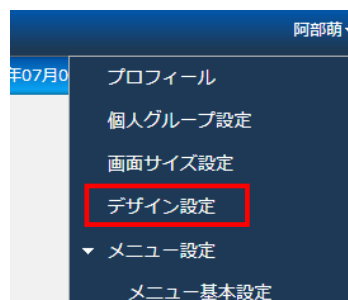 阿部萌
年07月0
プロフィール
個人グループ設定
画面サイズ設定
デザイン設定
メニュー設定
メニュー基本設定